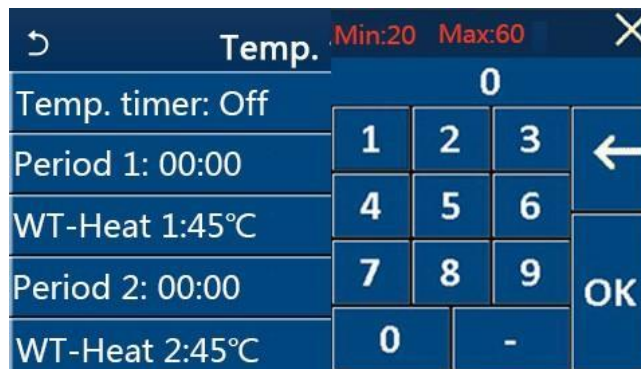 Temp.
Temp. timer: Off
Period 1: 00:00
WT-Heat 1:45℃
Period 2: 00:00
WT-Heat 2:45℃
Min:20 Max:60
0
1 2 3
4 5 6
7 8 9
OK
0 -